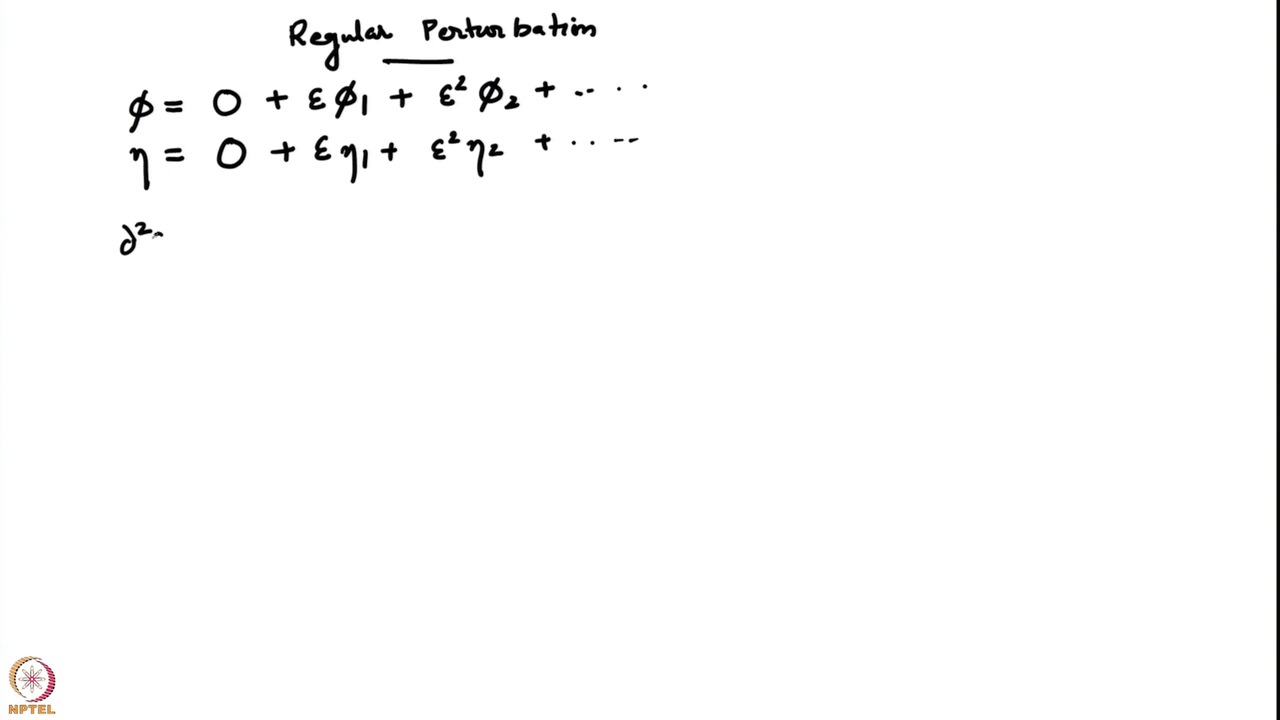 Regular Perturbation
ϕ = 0 + εϕ₁ + ε²ϕ₂ + ....
η = 0 + εη₁ + ε²η₂ + ....
∂²
NPTEL